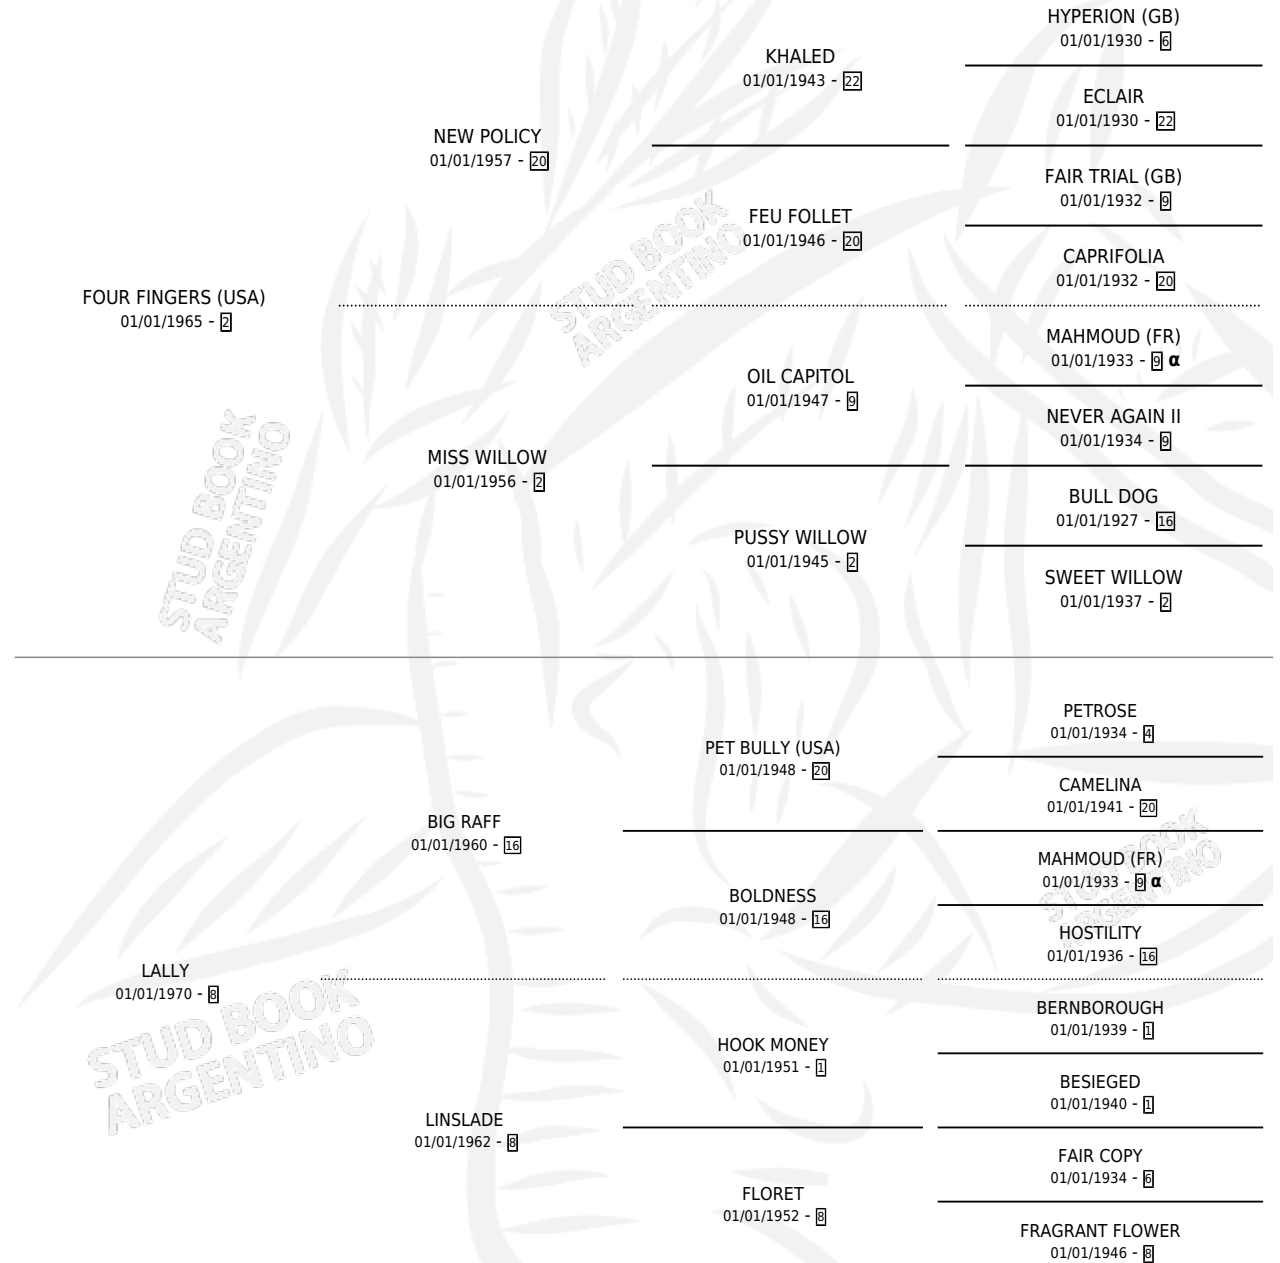 HYPERION (GB)
01/01/1930 - 6
KHALED
01/01/1943 - 22
ECLAIR
01/01/1930 - 22
NEW POLICY
01/01/1957 - 20
FAIR TRIAL (GB)
01/01/1932 - 9
FEU FOLLET
01/01/1946 - 20
CAPRIFOLIA
01/01/1932 - 20
FOUR FINGERS (USA)
01/01/1965 - 2
MAHMOUD (FR)
01/01/1933 - 9 α
OIL CAPITOL
01/01/1947 - 9
NEVER AGAIN II
01/01/1934 - 9
MISS WILLOW
01/01/1956 - 2
BULL DOG
01/01/1927 - 16
PUSSY WILLOW
01/01/1945 - 2
SWEET WILLOW
01/01/1937 - 2
STUD BOOK
ARGENTINO
STUD BOOK
ARGENTINO
PETROSE
01/01/1934 - 4
PET BULLY (USA)
01/01/1948 - 20
CAMELINA
01/01/1941 - 20
BIG RAFF
01/01/1960 - 16
MAHMOUD (FR)
01/01/1933 - 9 α
BOLDNESS
01/01/1948 - 16
HOSTILITY
01/01/1936 - 16
LALLY
01/01/1970 - 8
BERNBOROUGH
01/01/1939 - 1
HOOK MONEY
01/01/1951 - 1
BESIEGED
01/01/1940 - 1
LINSLADE
01/01/1962 - 8
FAIR COPY
01/01/1934 - 6
FLORET
01/01/1952 - 8
FRAGRANT FLOWER
01/01/1946 - 8
STUD BOOK
ARGENTINO
STUD BOOK
ARGENTINO